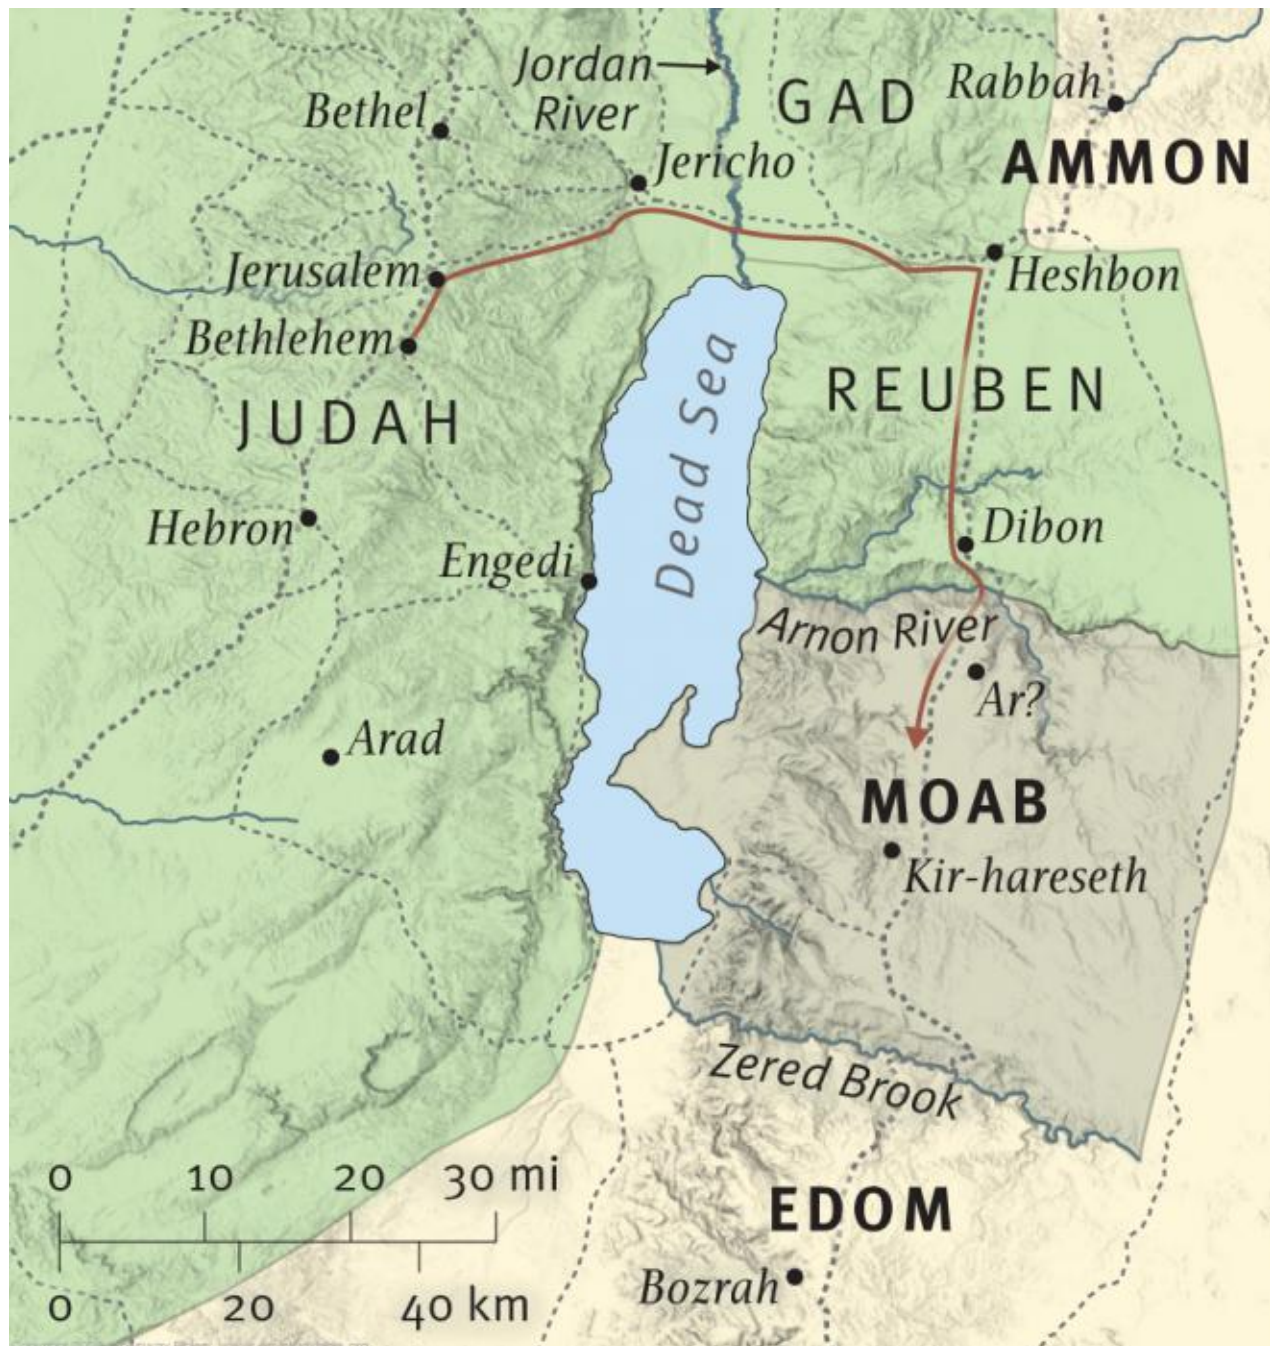 Jordan
River
GAD
Rabbah
Bethel
AMMON
Jericho
Jerusalem
Heshbon
Bethlehem
Dead Sea
REUBEN
JUDAH
Hebron
Dibon
Engedi
Arnon River
Ar?
Arad
MOAB
Kir-hareseth
Zered Brook
0 10 20 30 mi
EDOM
Bozrah
0 20 40 km